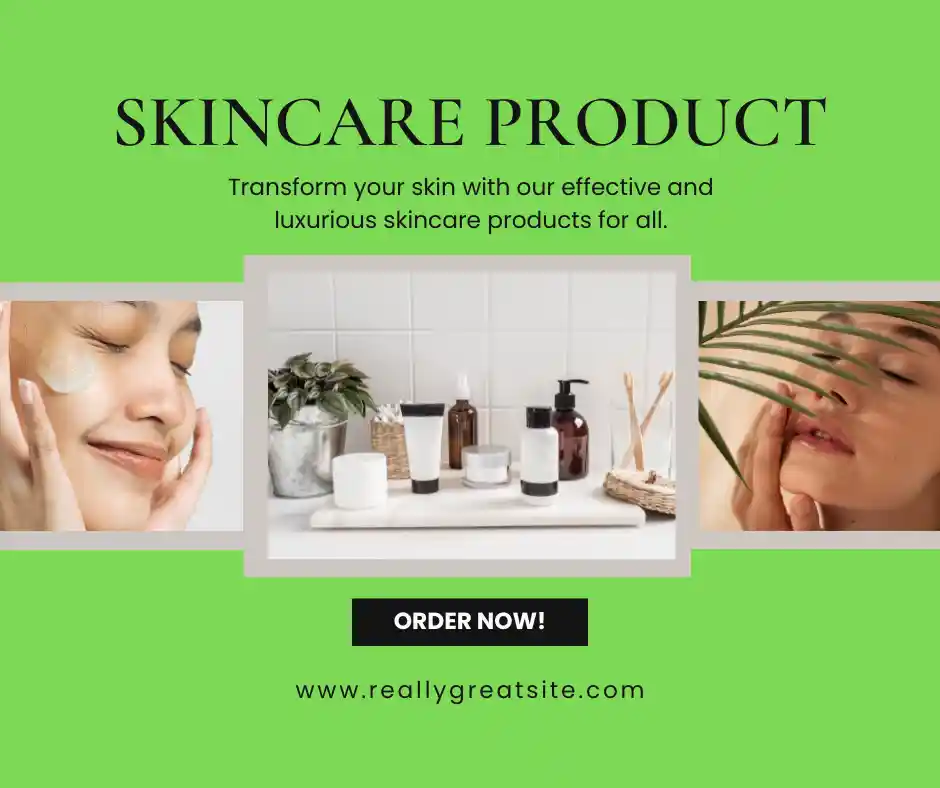 SKINCARE PRODUCT
Transform your skin with our effective and
luxurious skincare products for all.
ORDER NOW!
www.reallygreatsite.com